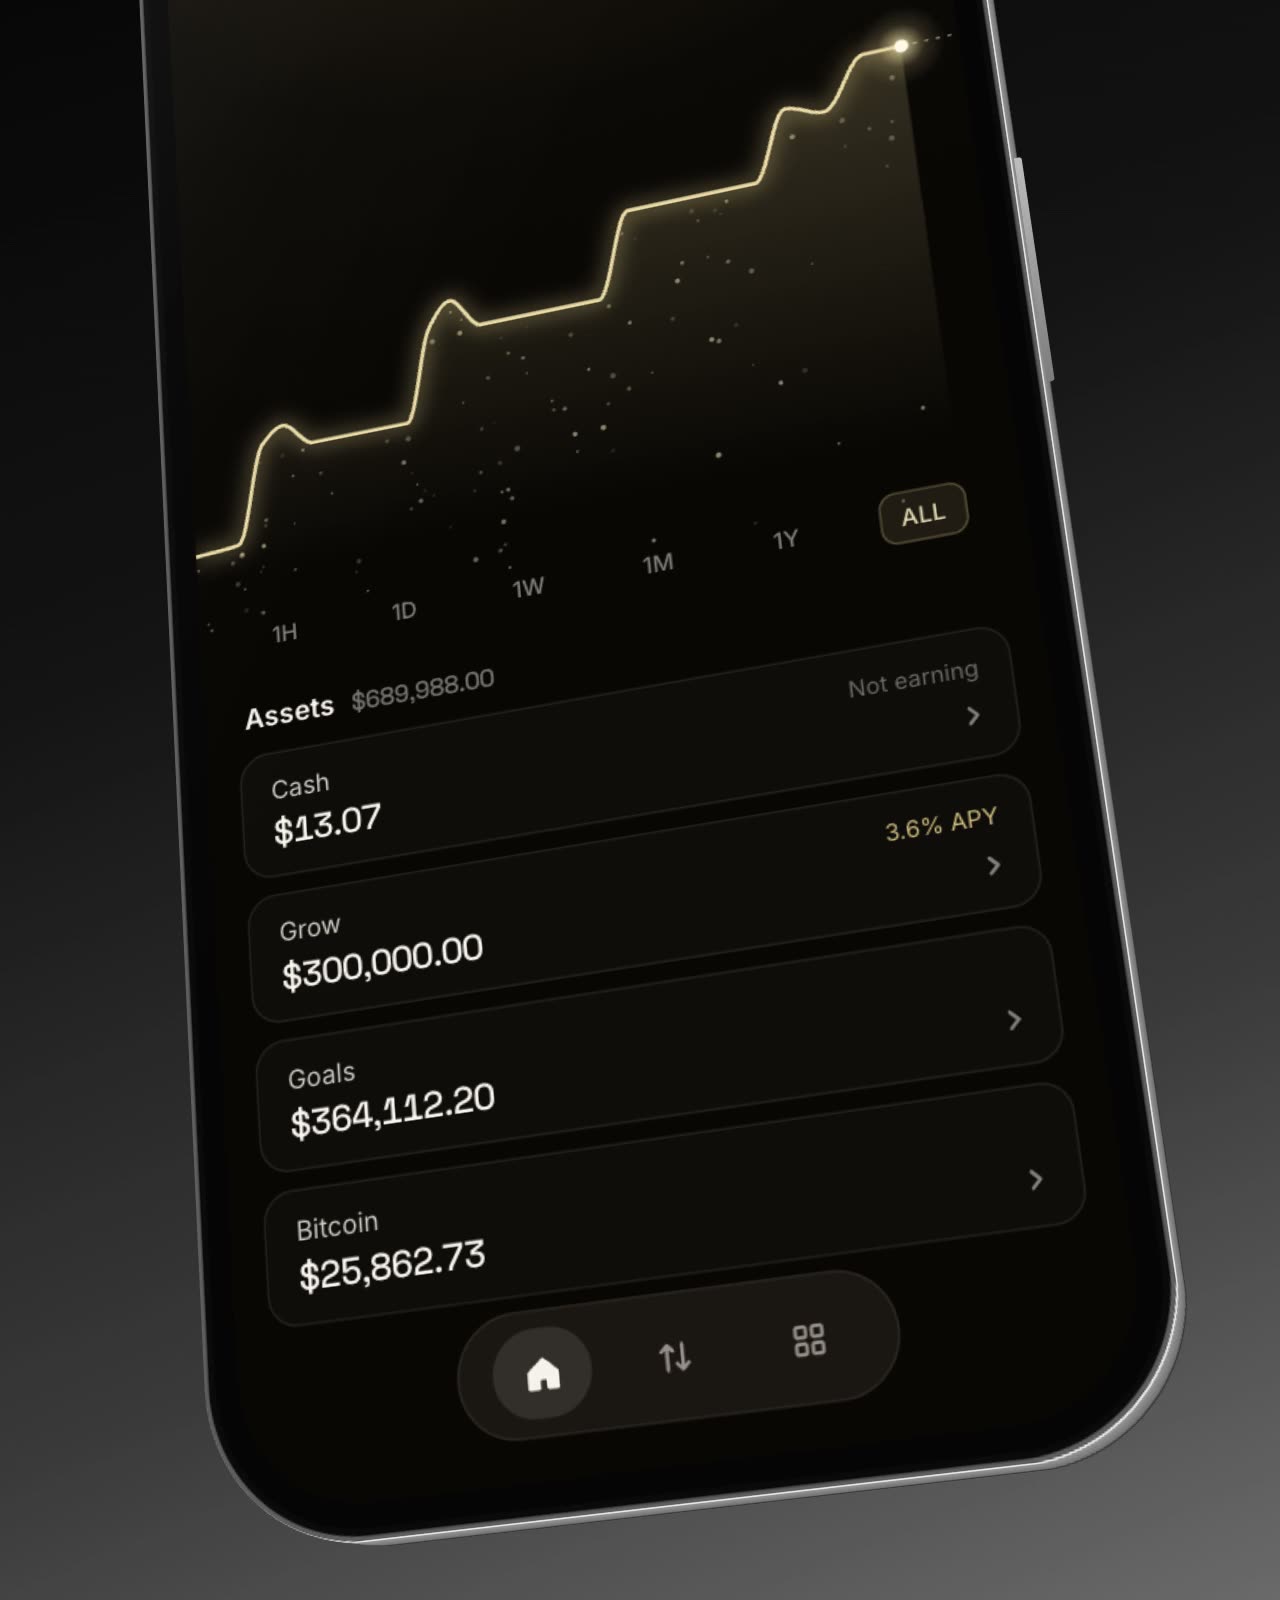 1H 1D 1W 1M 1Y ALL
Assets $689,988.00
Not earning
Cash
$13.07
3.6% APY
Grow
$300,000.00
Goals
$364,112.20
Bitcoin
$25,862.73